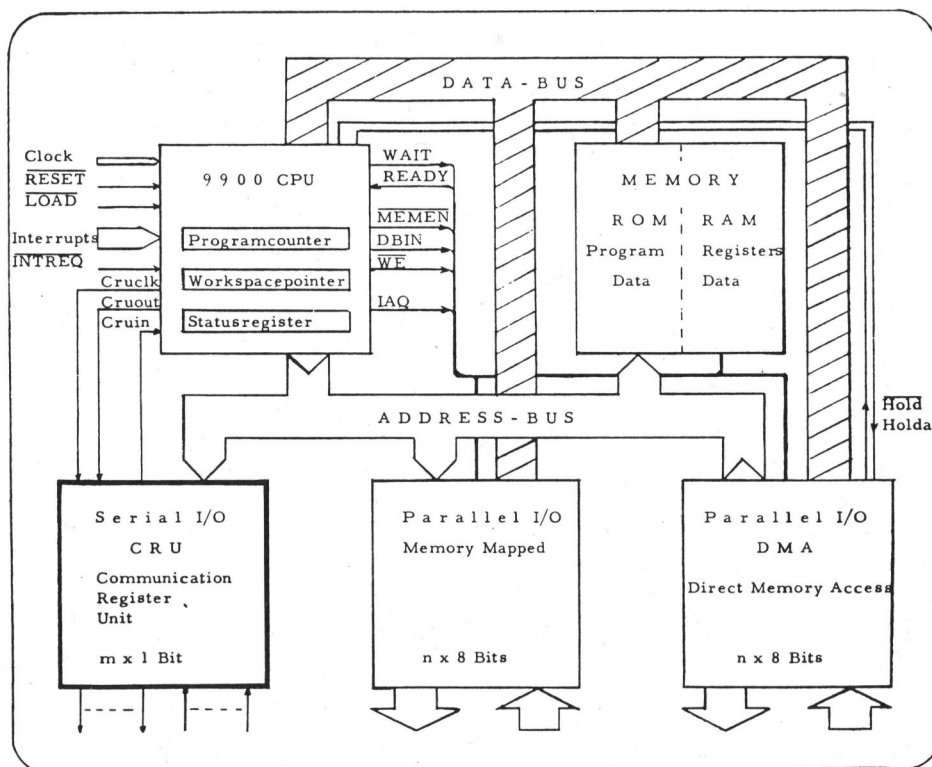 DATA-BUS
Clock
RESET
LOAD
Interrupts
INTREQ
Cruclk
Cruout
Cruin
9900 CPU
Programcounter
Workspacepointer
Statusregister
WAIT
READY
MEMEN
DBIN
WE
IAQ
MEMORY
ROM
Program
Data
RAM
Registers
Data
ADDRESS-BUS
Hold
Holda
Serial I/O
CRU
Communication
Register
Unit
m x 1 Bit
Parallel I/O
Memory Mapped
n x 8 Bits
Parallel I/O
DMA
Direct Memory Access
n x 8 Bits